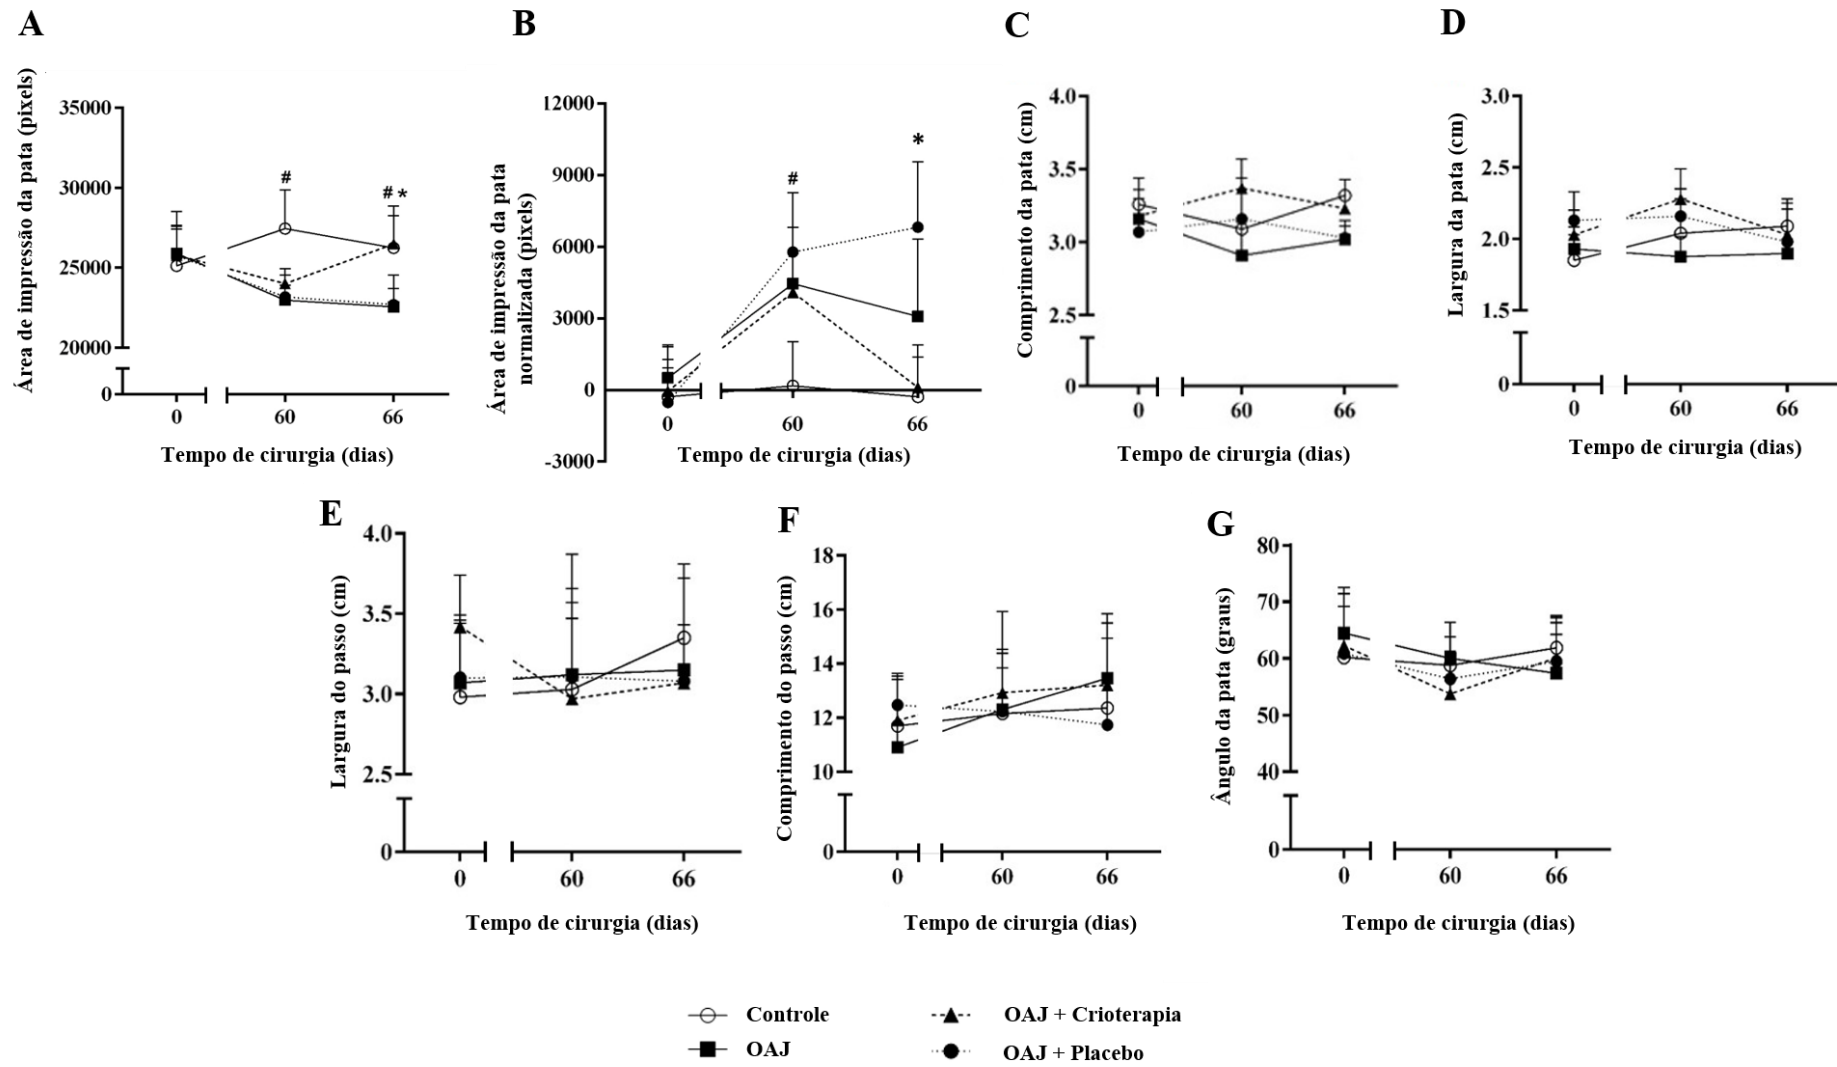 A
Área de impressão da pata (pixels)
35000
30000
25000
20000
0
#
# *
0 60 66
Tempo de cirurgia (dias)
B
Área de impressão da pata
normalizada (pixels)
12000
9000
6000
3000
0
-3000
#
*
0 60 66
Tempo de cirurgia (dias)
C
Comprimento da pata (cm)
4.0
3.5
3.0
2.5
0
0 60 66
Tempo de cirurgia (dias)
D
Largura da pata (cm)
3.0
2.5
2.0
1.5
0
0 60 66
Tempo de cirurgia (dias)
E
Largura do passo (cm)
4.0
3.5
3.0
2.5
0
0 60 66
Tempo de cirurgia (dias)
F
Comprimento do passo (cm)
18
16
14
12
10
0
0 60 66
Tempo de cirurgia (dias)
G
Ângulo da pata (graus)
80
70
60
50
40
0
0 60 66
Tempo de cirurgia (dias)
Controle
OAJ + Crioterapia
OAJ
OAJ + Placebo